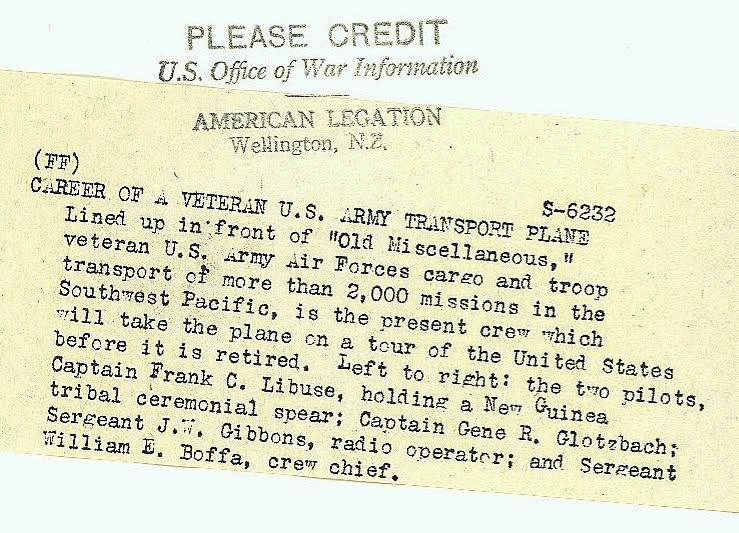 PLEASE CREDIT
U.S. Office of War Information
AMERICAN LEGATION
Wellington, N.Z.
(FF)
S-6232
CAREER OF A VETERAN U.S. ARMY TRANSPORT PLANE
Lined up in front of "Old Miscellaneous,"
veteran U.S. Army Air Forces cargo and troop
transport of more than 2,000 missions in the
Southwest Pacific, is the present crew which
will take the plane on a tour of the United States
before it is retired. Left to right: the two pilots,
Captain Frank C. Libuse, holding a New Guinea
tribal ceremonial spear; Captain Gene R. Glotzbach;
Sergeant J.W. Gibbons, radio operator; and Sergeant
William E. Boffa, crew chief.